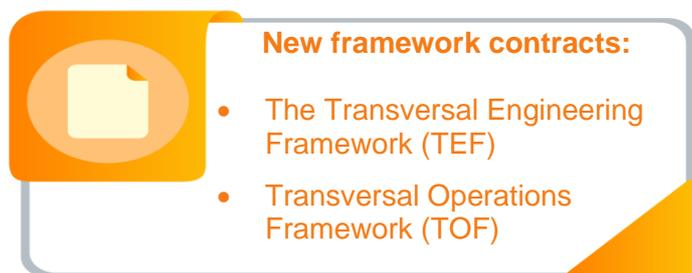 New framework contracts:
• The Transversal Engineering
Framework (TEF)
• Transversal Operations
Framework (TOF)